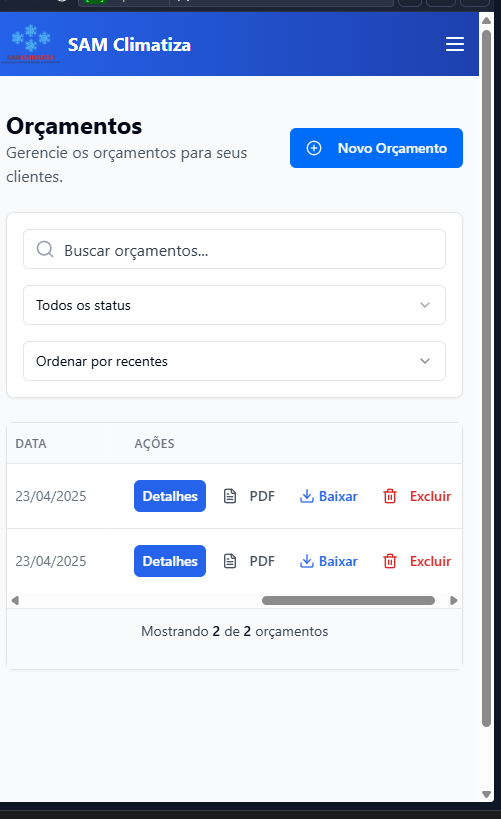 SAM Climatiza
Orçamentos
Gerencie os orçamentos para seus
clientes.
Novo Orçamento
Buscar orçamentos...
Todos os status
Ordenar por recentes
DATA AÇÕES
23/04/2025 Detalhes PDF Baixar Excluir
23/04/2025 Detalhes PDF Baixar Excluir
Mostrando 2 de 2 orçamentos